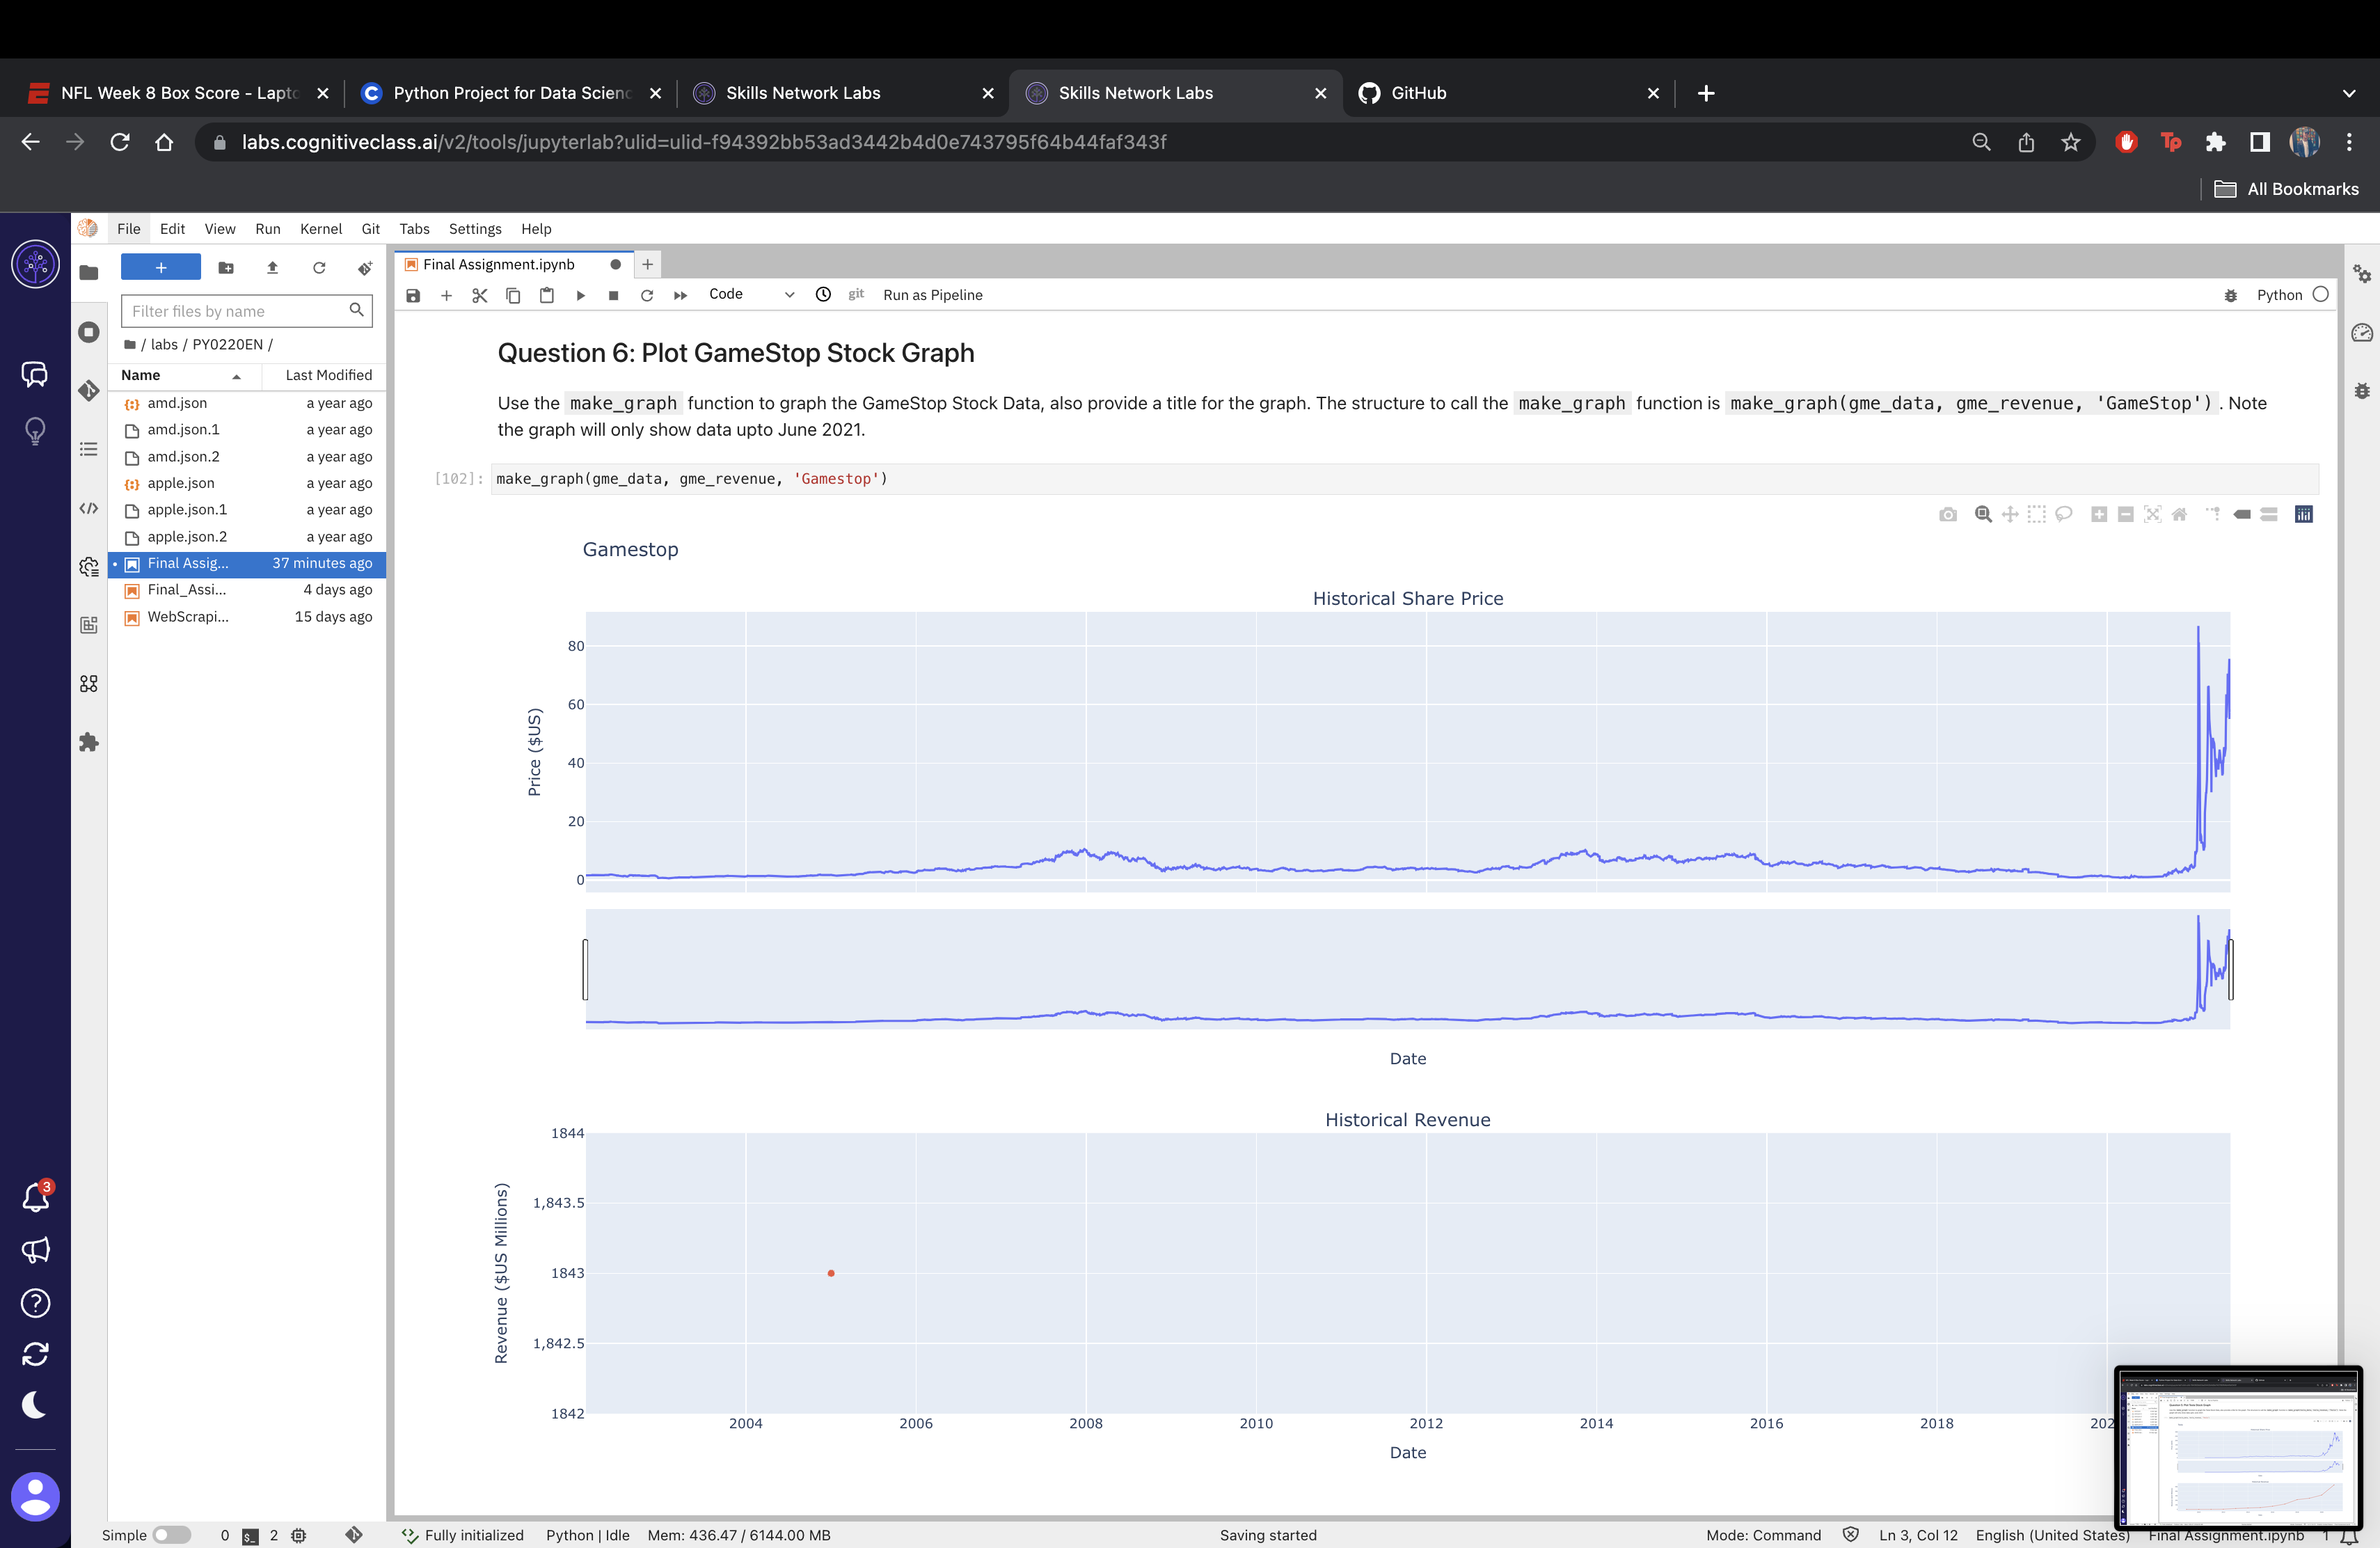 NFL Week 8 Box Score - Lapto
Python Project for Data Scienc
Skills Network Labs
Skills Network Labs
GitHub
labs.cognitiveclass.ai/v2/tools/jupyterlab?ulid=ulid-f94392bb53ad3442b4d0e743795f64b44faf343f
Tp
All Bookmarks
File Edit View Run Kernel Git Tabs Settings Help
Final Assignment.ipynb
Code
git
Run as Pipeline
Python
Filter files by name
/ labs / PY0220EN /
Name Last Modified
amd.json a year ago
amd.json.1 a year ago
amd.json.2 a year ago
apple.json a year ago
apple.json.1 a year ago
apple.json.2 a year ago
Final Assig... 37 minutes ago
Final_Assi... 4 days ago
WebScrapi... 15 days ago
Question 6: Plot GameStop Stock Graph
Use the make_graph function to graph the GameStop Stock Data, also provide a title for the graph. The structure to call the make_graph function is make_graph(gme_data, gme_revenue, 'GameStop') . Note
the graph will only show data upto June 2021.
[102]: make_graph(gme_data, gme_revenue, 'Gamestop')
Gamestop
Historical Share Price
80
60
40
20
0
Price ($US)
Date
Historical Revenue
1844
1,843.5
1843
1,842.5
1842
Revenue ($US Millions)
2004 2006 2008 2010 2012 2014 2016 2018 202
Date
3
Simple 0 $_ 2 Fully initialized Python | Idle Mem: 436.47 / 6144.00 MB Saving started Mode: Command Ln 3, Col 12 English (United States) Final Assignment.ipynb 1